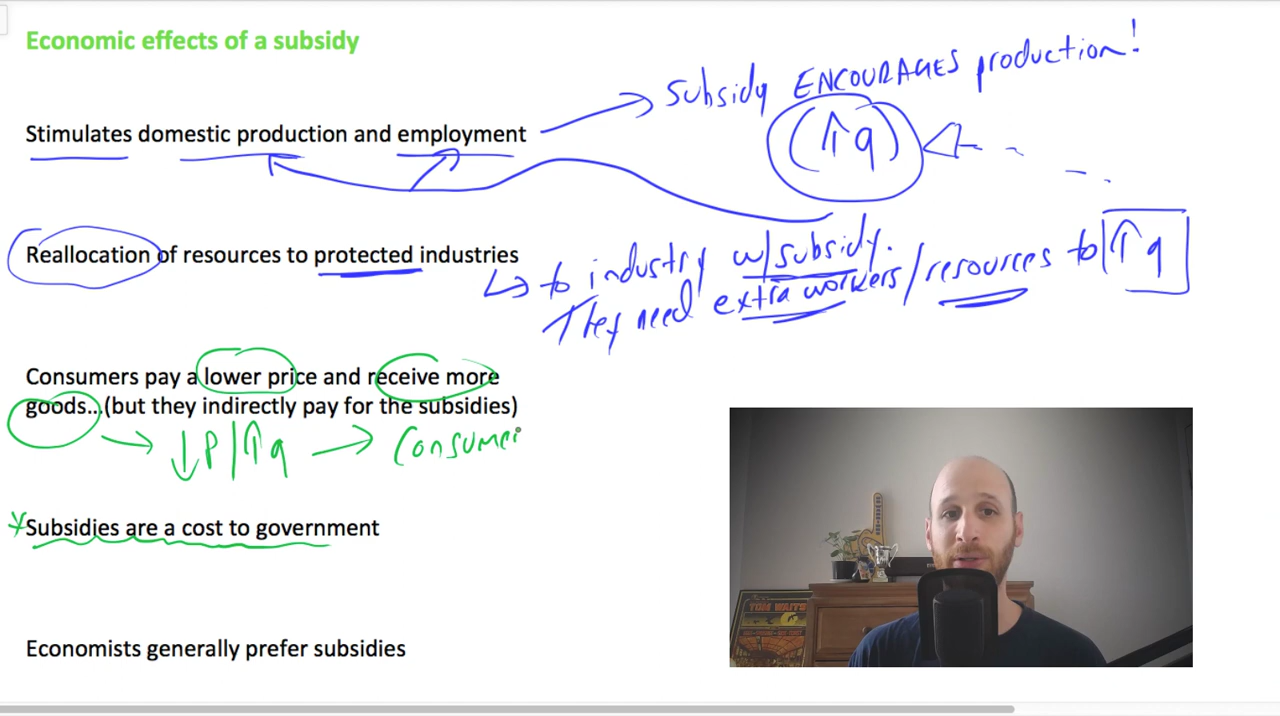 Economic effects of a subsidy
Subsidy ENCOURAGES production!
Stimulates domestic production and employment
(↑q)
Reallocation of resources to protected industries
↳ to industry w/subsidy.
They need extra workers/resources to ↑q
Consumers pay a lower price and receive more
goods...(but they indirectly pay for the subsidies)
→ ↓P/↑q → Consumer
*Subsidies are a cost to government
Economists generally prefer subsidies
TOM WAITS